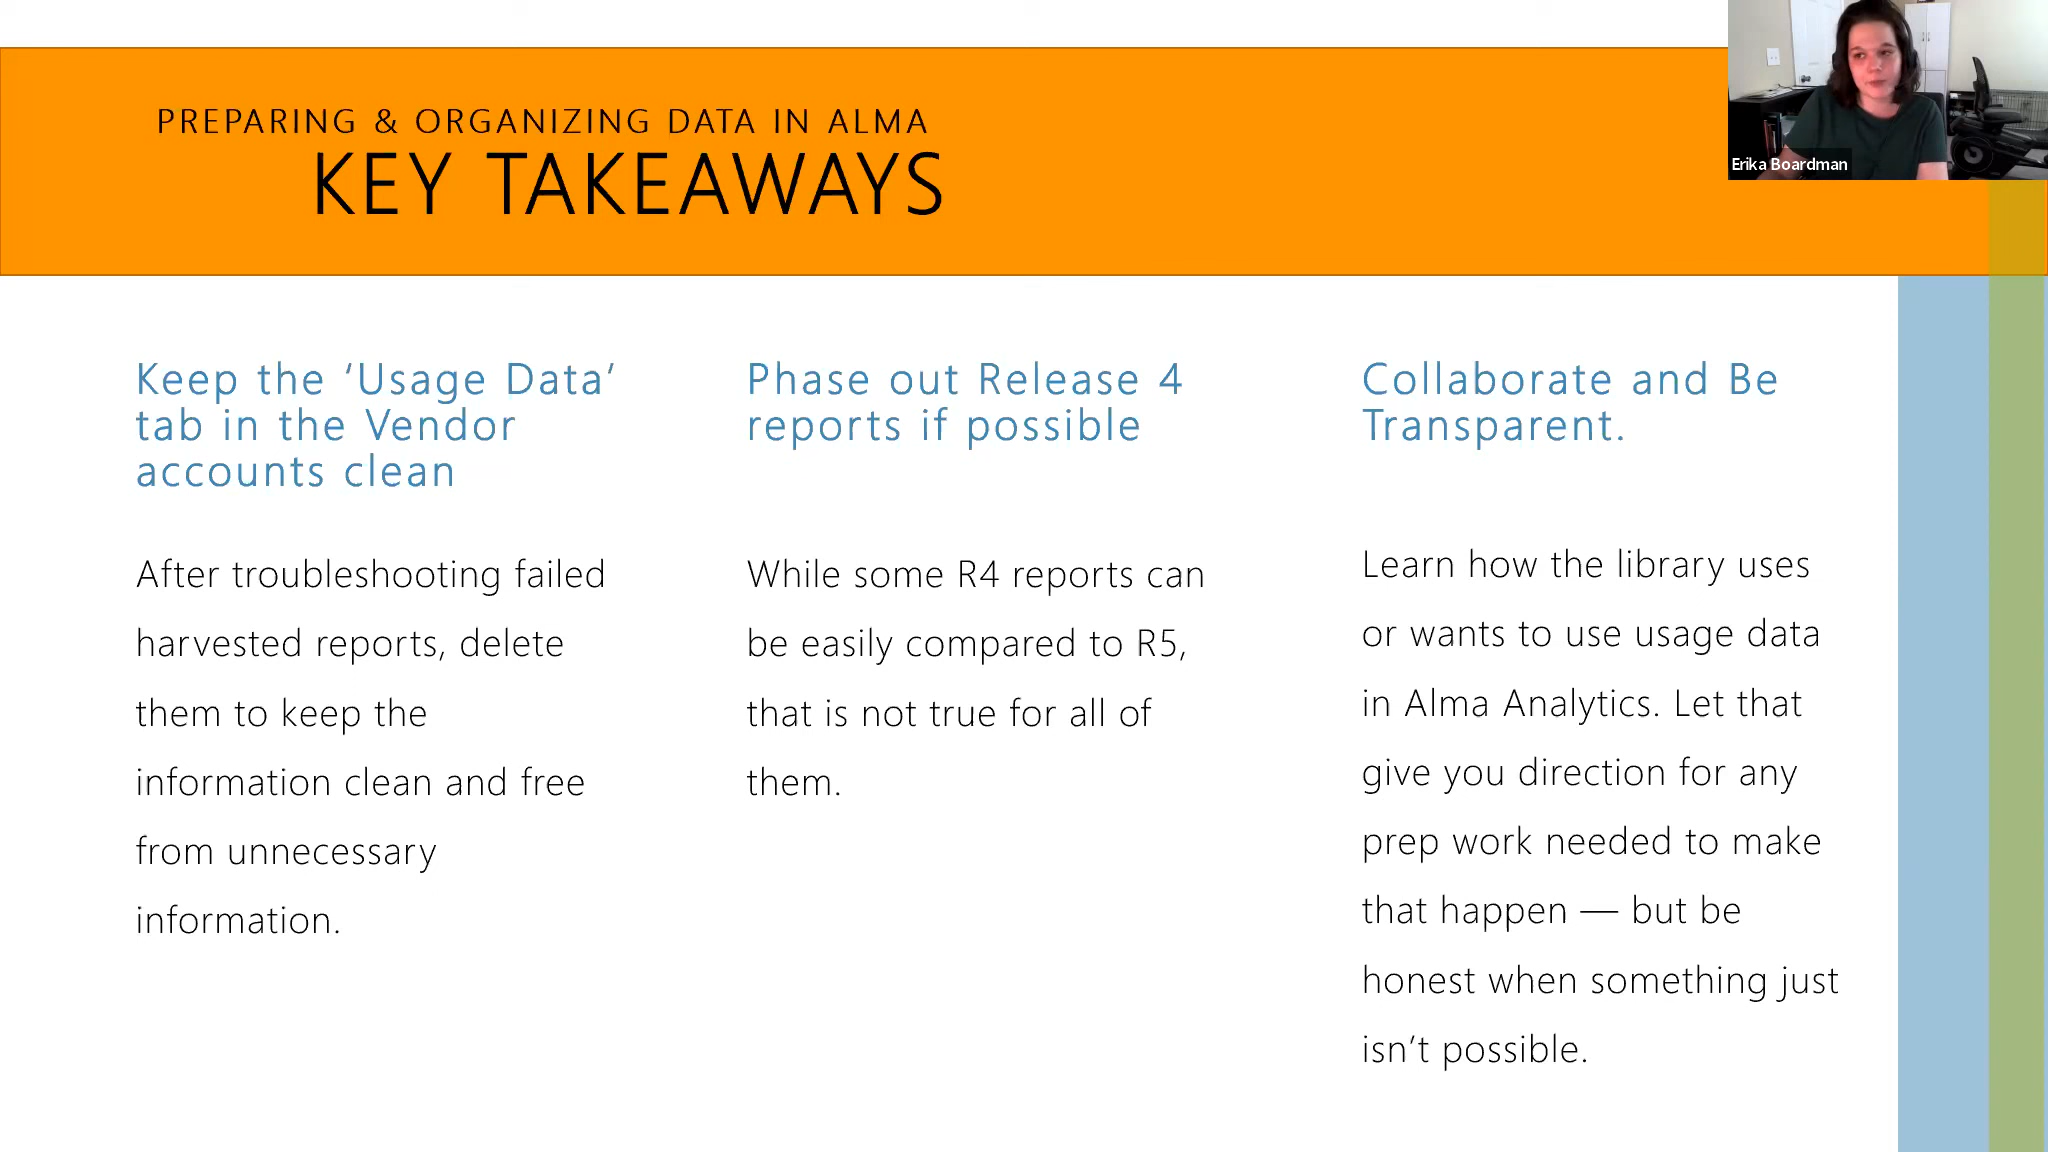 PREPARING & ORGANIZING DATA IN ALMA
KEY TAKEAWAYS
Erika Boardman
Keep the ‘Usage Data’
tab in the Vendor
accounts clean
After troubleshooting failed
harvested reports, delete
them to keep the
information clean and free
from unnecessary
information.
Phase out Release 4
reports if possible
While some R4 reports can
be easily compared to R5,
that is not true for all of
them.
Collaborate and Be
Transparent.
Learn how the library uses
or wants to use usage data
in Alma Analytics. Let that
give you direction for any
prep work needed to make
that happen — but be
honest when something just
isn’t possible.